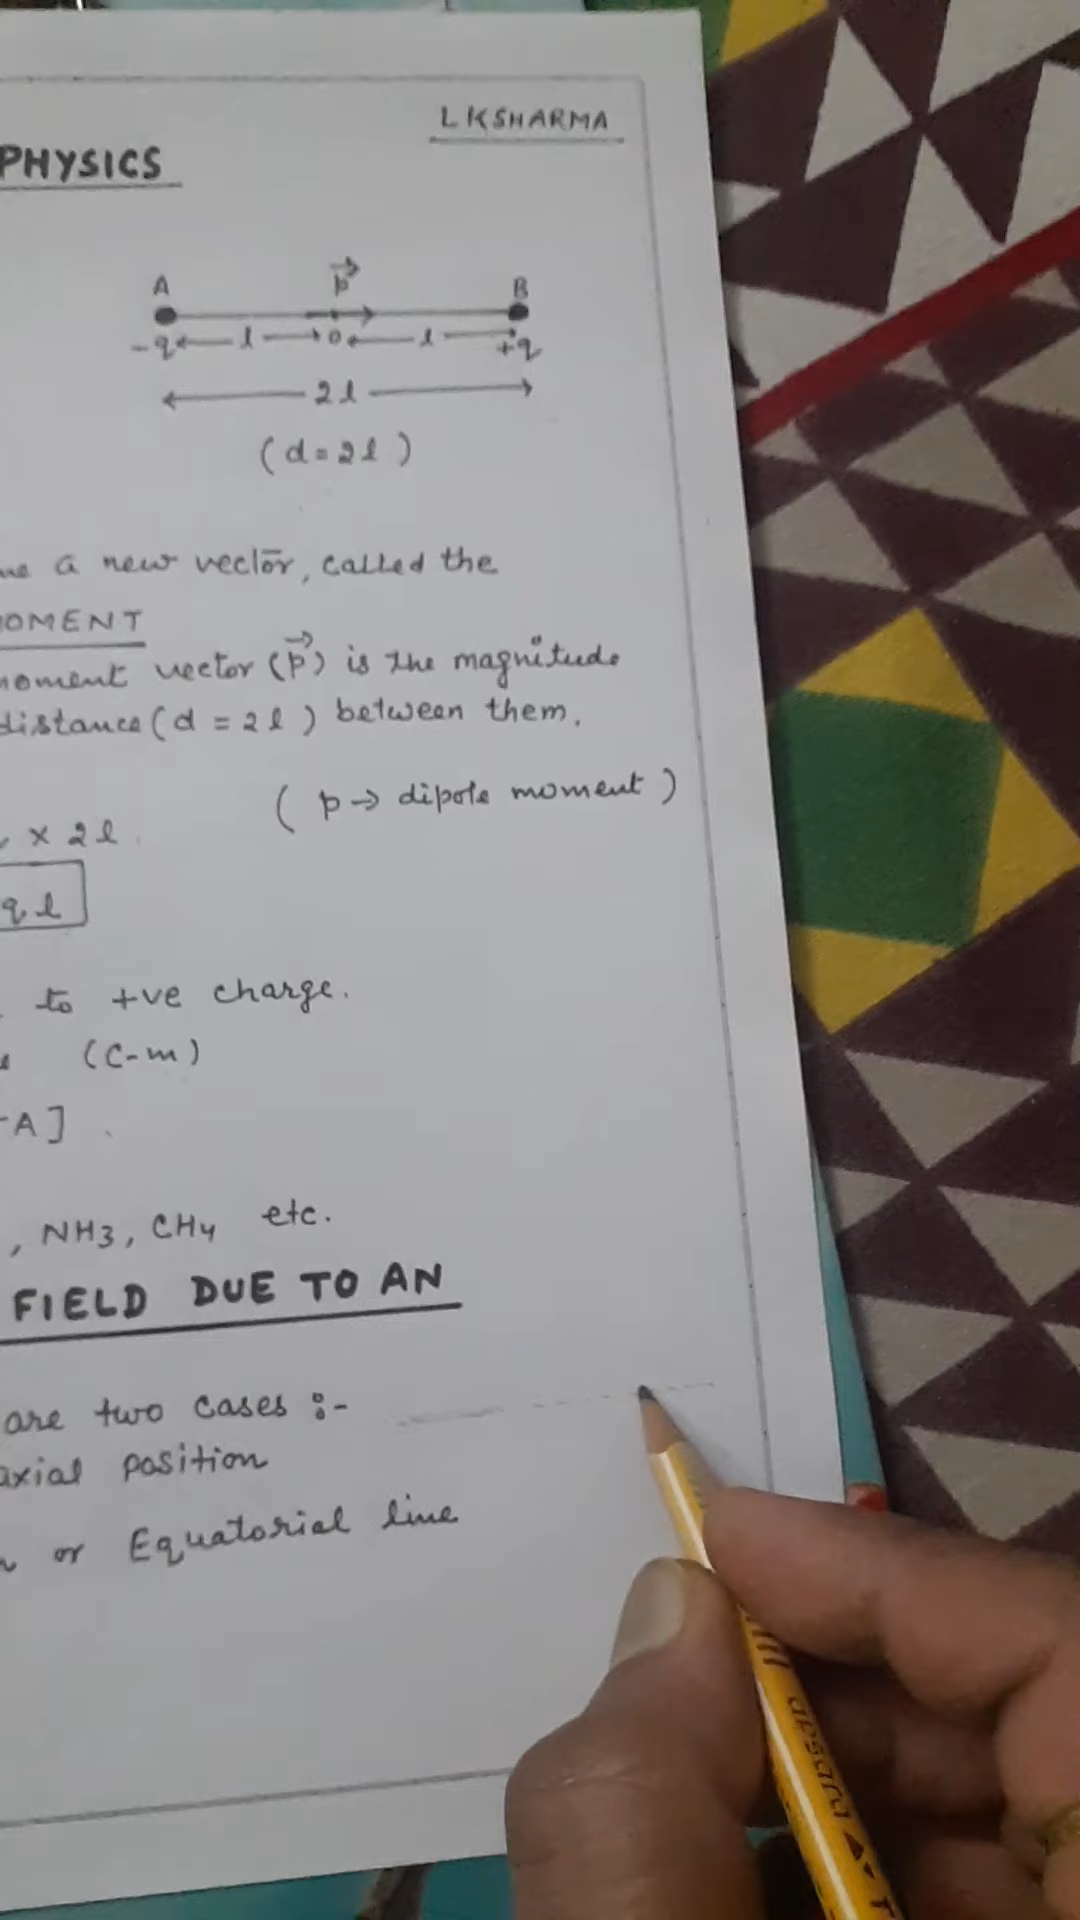 LKSHARMA
PHYSICS
A p B
-q l o l +q
2l
(d=2l)
a new vector, called the
OMENT
moment vector (p) is the magnitude
distance (d = 2l) between them.
(p → dipole moment)
x 2l
ql
to +ve charge.
(C-m)
A]
, NH3, CH4 etc.
FIELD DUE TO AN
are two cases :-
axial position
or Equatorial line